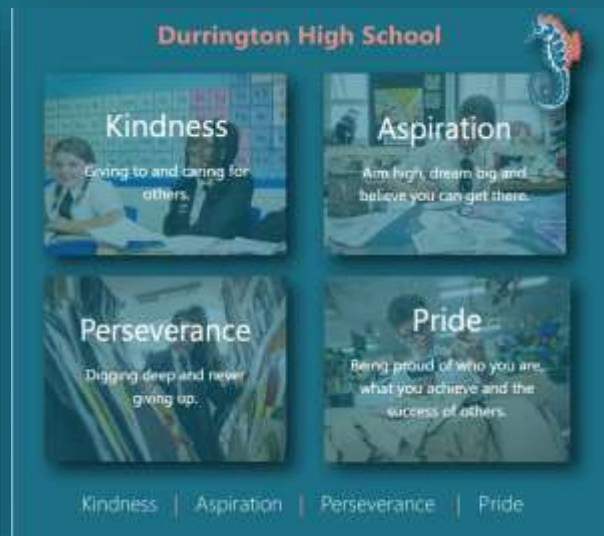 Durrington High School
Kindness
Giving to and caring for
others.
Aspiration
Aim high, dream big and
believe you can get there.
Perseverance
Digging deep and never
giving up.
Pride
Being proud of who you are,
what you achieve and the
success of others.
Kindness | Aspiration | Perseverance | Pride